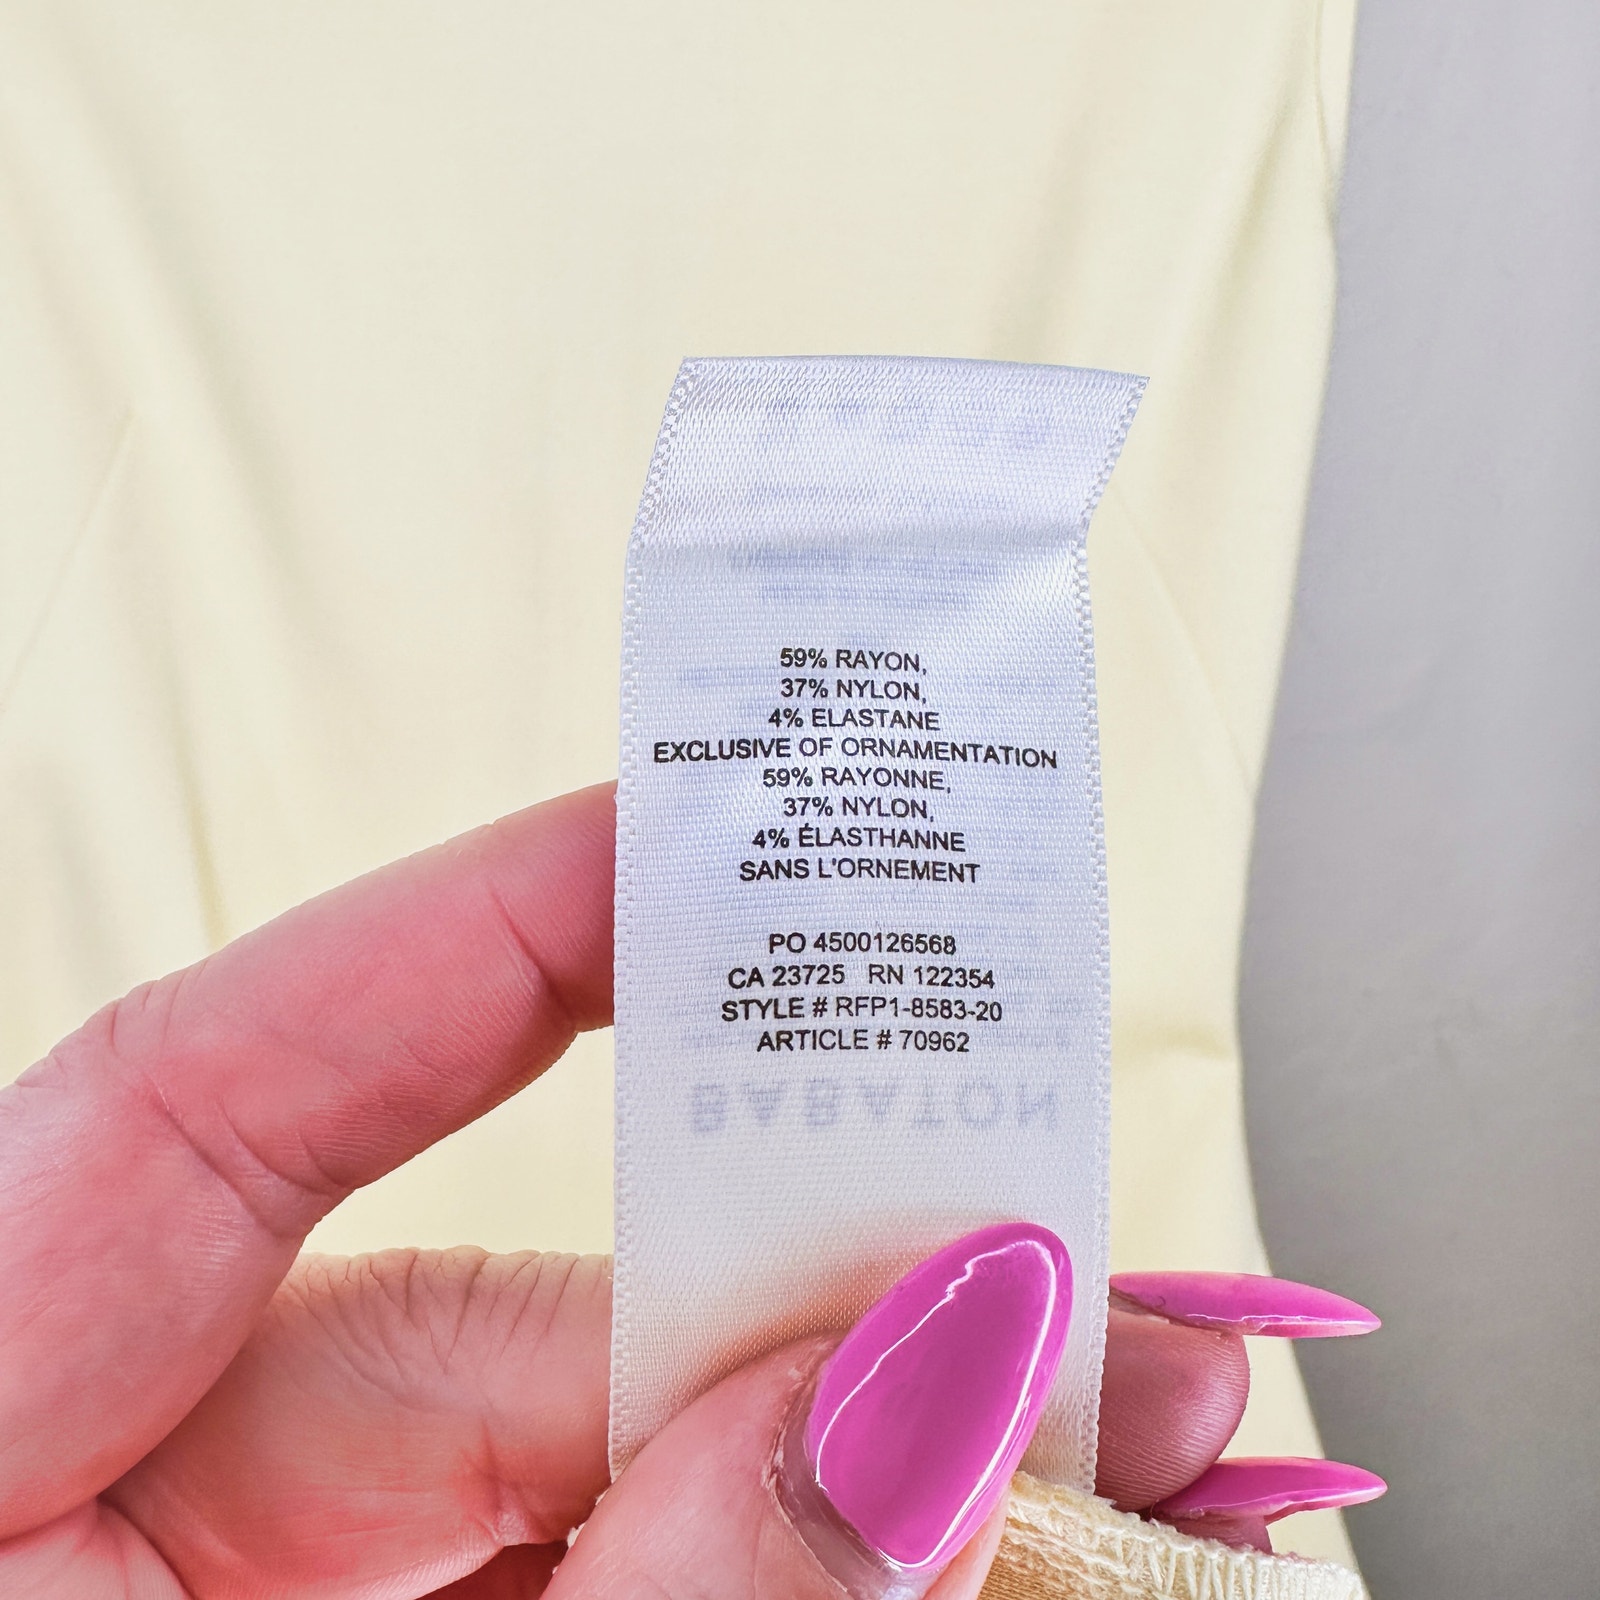 59% RAYON,
37% NYLON,
4% ELASTANE
EXCLUSIVE OF ORNAMENTATION
59% RAYONNE,
37% NYLON,
4% ÉLASTHANNE
SANS L'ORNEMENT
PO 4500126568
CA 23725 RN 122354
STYLE # RFP1-8583-20
ARTICLE # 70962
BABATON